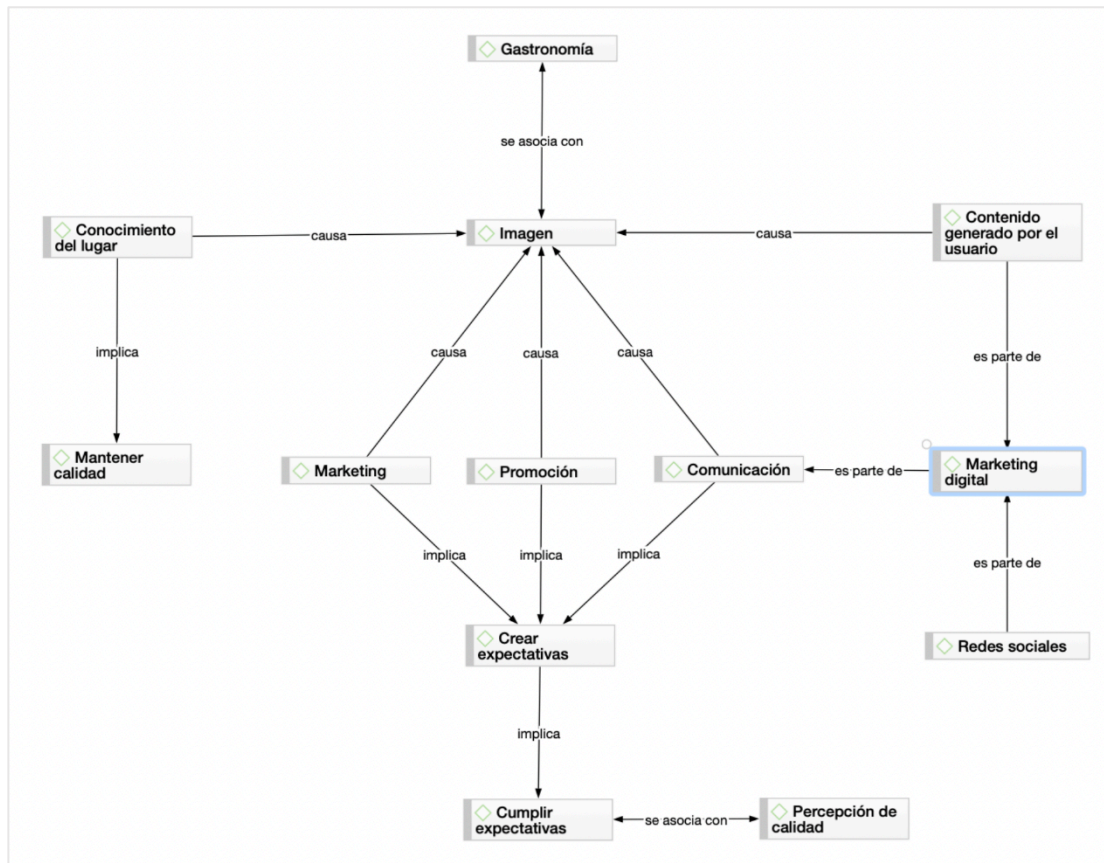 Gastronomía
se asocia con
Conocimiento
del lugar
causa
Imagen
causa
Contenido
generado por el
usuario
implica
causa
causa
causa
es parte de
Mantener
calidad
Marketing
Promoción
Comunicación
es parte de
Marketing
digital
implica
implica
implica
es parte de
Crear
expectativas
Redes sociales
implica
Cumplir
expectativas
se asocia con
Percepción de
calidad